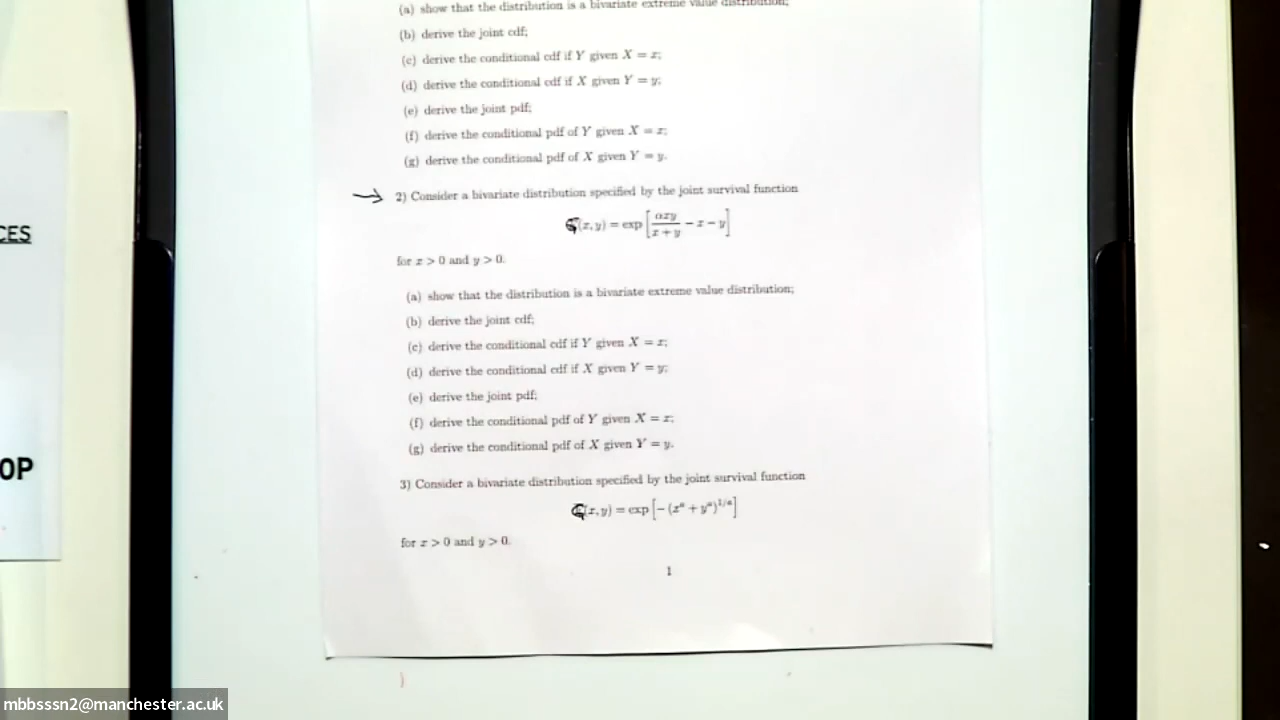 (a) show that the distribution is a bivariate extreme value distribution;
(b) derive the joint cdf;
(c) derive the conditional cdf if Y given X = x;
(d) derive the conditional cdf if X given Y = y;
(e) derive the joint pdf;
(f) derive the conditional pdf of Y given X = x;
(g) derive the conditional pdf of X given Y = y.
→ 2) Consider a bivariate distribution specified by the joint survival function
G(x, y) = exp [αxy / (x + y) − x − y]
for x > 0 and y > 0.
CES
(a) show that the distribution is a bivariate extreme value distribution;
(b) derive the joint cdf;
(c) derive the conditional cdf if Y given X = x;
(d) derive the conditional cdf if X given Y = y;
(e) derive the joint pdf;
(f) derive the conditional pdf of Y given X = x;
(g) derive the conditional pdf of X given Y = y.
OP
3) Consider a bivariate distribution specified by the joint survival function
G(x, y) = exp [− (xᵃ + yᵃ)¹/ᵃ]
for x > 0 and y > 0.
1
mbbsssn2@manchester.ac.uk